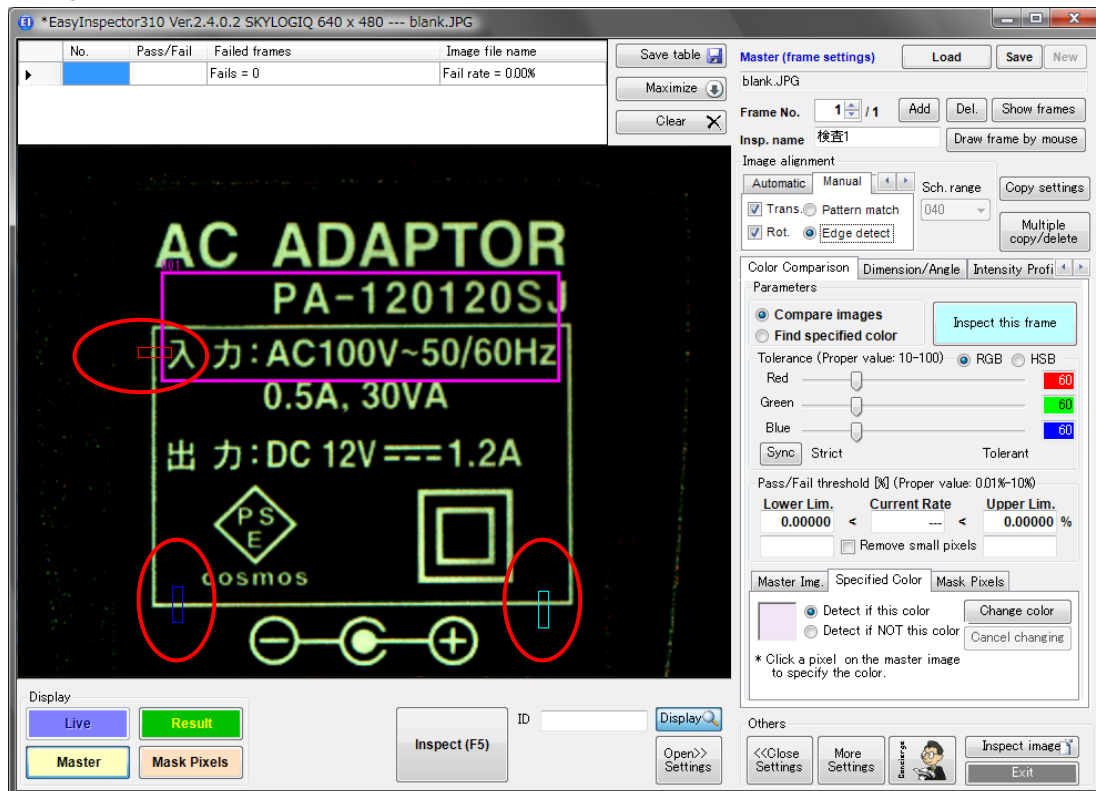 *EasyInspector310 Ver.2.4.0.2 SKYLOGIQ 640 x 480 --- blank.JPG
No. Pass/Fail Failed frames Image file name
Fails = 0 Fail rate = 0.00%
Save table
Maximize
Clear
AC ADAPTOR
001
PA-120120SJ
入 力:AC100V~50/60Hz
0.5A, 30VA
出 力:DC 12V===1.2A
PS
E
cosmos
Display
Live Result
Master Mask Pixels
Inspect (F5)
ID
Display
Open>>
Settings
Master (frame settings) Load Save New
blank.JPG
Frame No. 1 / 1 Add Del. Show frames
Insp. name 検査1 Draw frame by mouse
Image alignment
Automatic Manual
Sch. range Copy settings
Trans. Pattern match 040
Rot. Edge detect
Multiple
copy/delete
Color Comparison Dimension/Angle Intensity Profi
Parameters
Compare images
Find specified color
Inspect this frame
Tolerance (Proper value: 10-100) RGB HSB
Red 60
Green 60
Blue 60
Sync Strict Tolerant
Pass/Fail threshold [%] (Proper value: 0.01%-10%)
Lower Lim. Current Rate Upper Lim.
0.00000 < --- < 0.00000 %
Remove small pixels
Master Img. Specified Color Mask Pixels
Detect if this color
Detect if NOT this color
Change color
Cancel changing
* Click a pixel on the master image
to specify the color.
Others
<<Close
Settings
More
Settings
Concierge
Inspect image
Exit